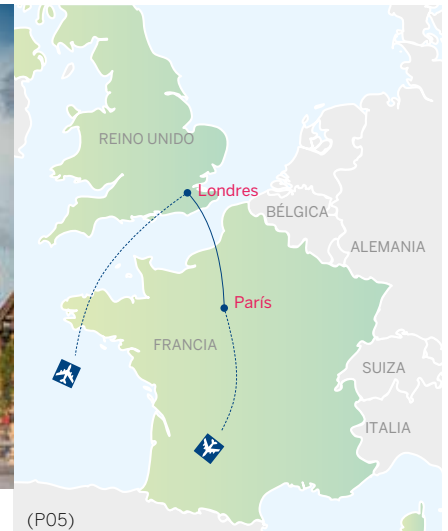 REINO UNIDO
Londres
BÉLGICA
ALEMANIA
París
FRANCIA
SUIZA
ITALIA
(P05)